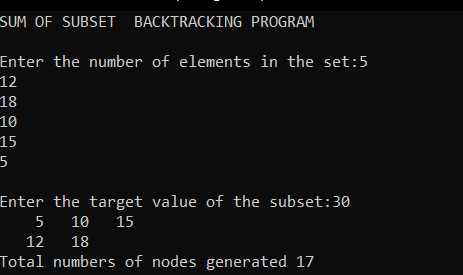 SUM OF SUBSET  BACKTRACKING PROGRAM
Enter the number of elements in the set:5
12
18
10
15
5
Enter the target value of the subset:30
    5   10   15
   12   18
Total numbers of nodes generated 17